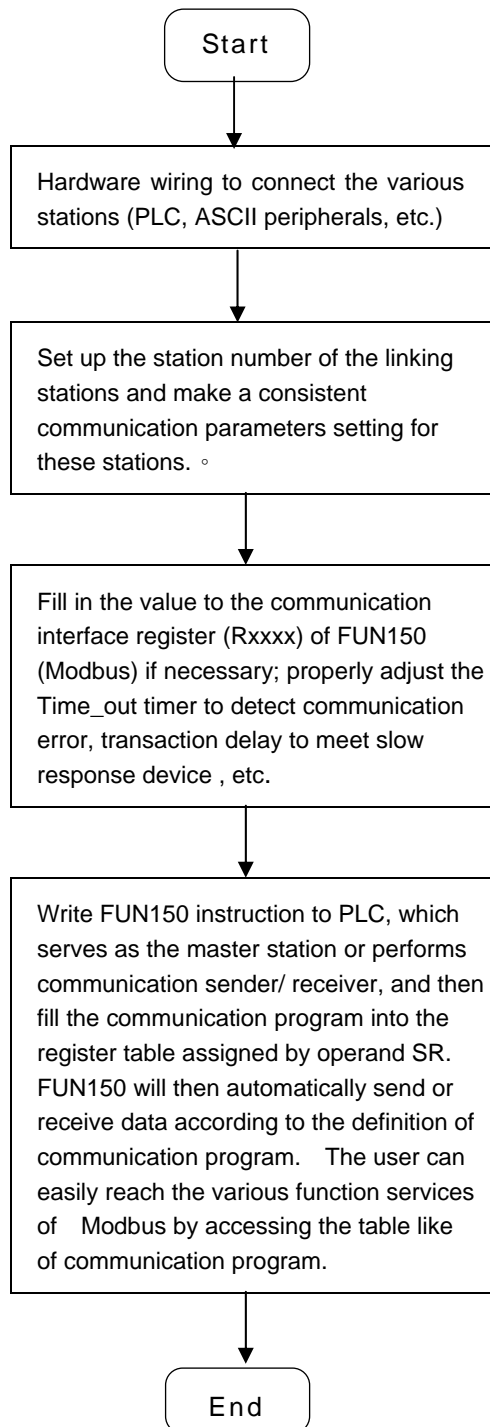 Start
Hardware wiring to connect the various
stations (PLC, ASCII peripherals, etc.)
Set up the station number of the linking
stations and make a consistent
communication parameters setting for
these stations. 。
Fill in the value to the communication
interface register (Rxxxx) of FUN150
(Modbus) if necessary; properly adjust the
Time_out timer to detect communication
error, transaction delay to meet slow
response device , etc.
Write FUN150 instruction to PLC, which
serves as the master station or performs
communication sender/ receiver, and then
fill the communication program into the
register table assigned by operand SR.
FUN150 will then automatically send or
receive data according to the definition of
communication program. The user can
easily reach the various function services
of Modbus by accessing the table like
of communication program.
End